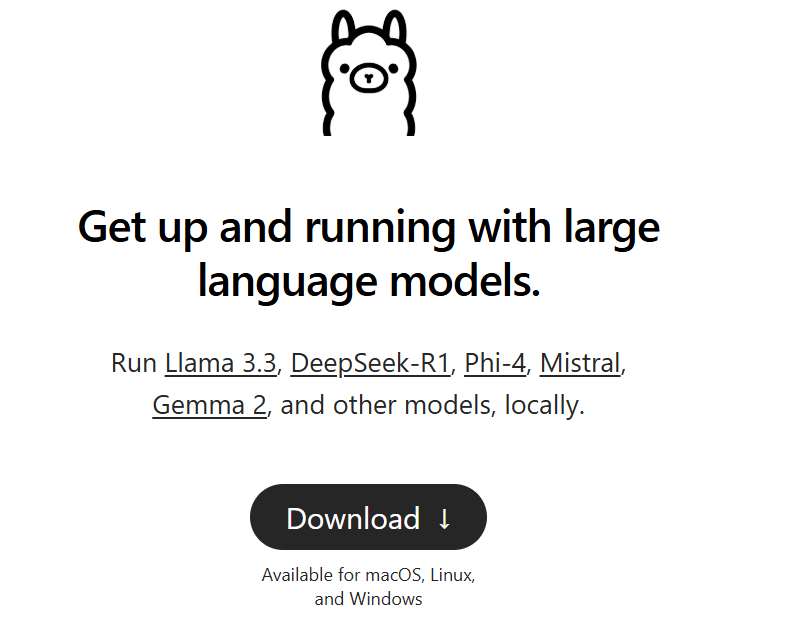 Get up and running with large
language models.
Run Llama 3.3, DeepSeek-R1, Phi-4, Mistral,
Gemma 2, and other models, locally.
Download ↓
Available for macOS, Linux,
and Windows